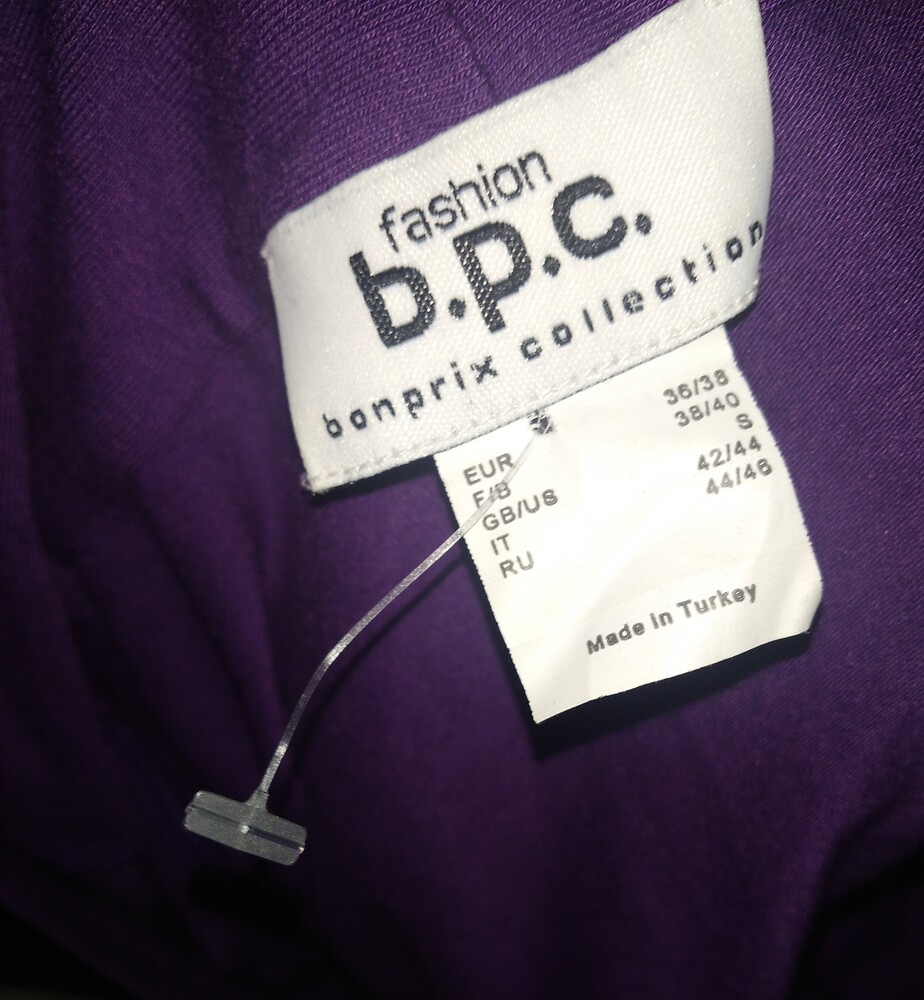 fashion
b.p.c.
bonprix collection
EUR 36/38
F/B 38/40
GB/US S
IT 42/44
RU 44/46
Made in Turkey